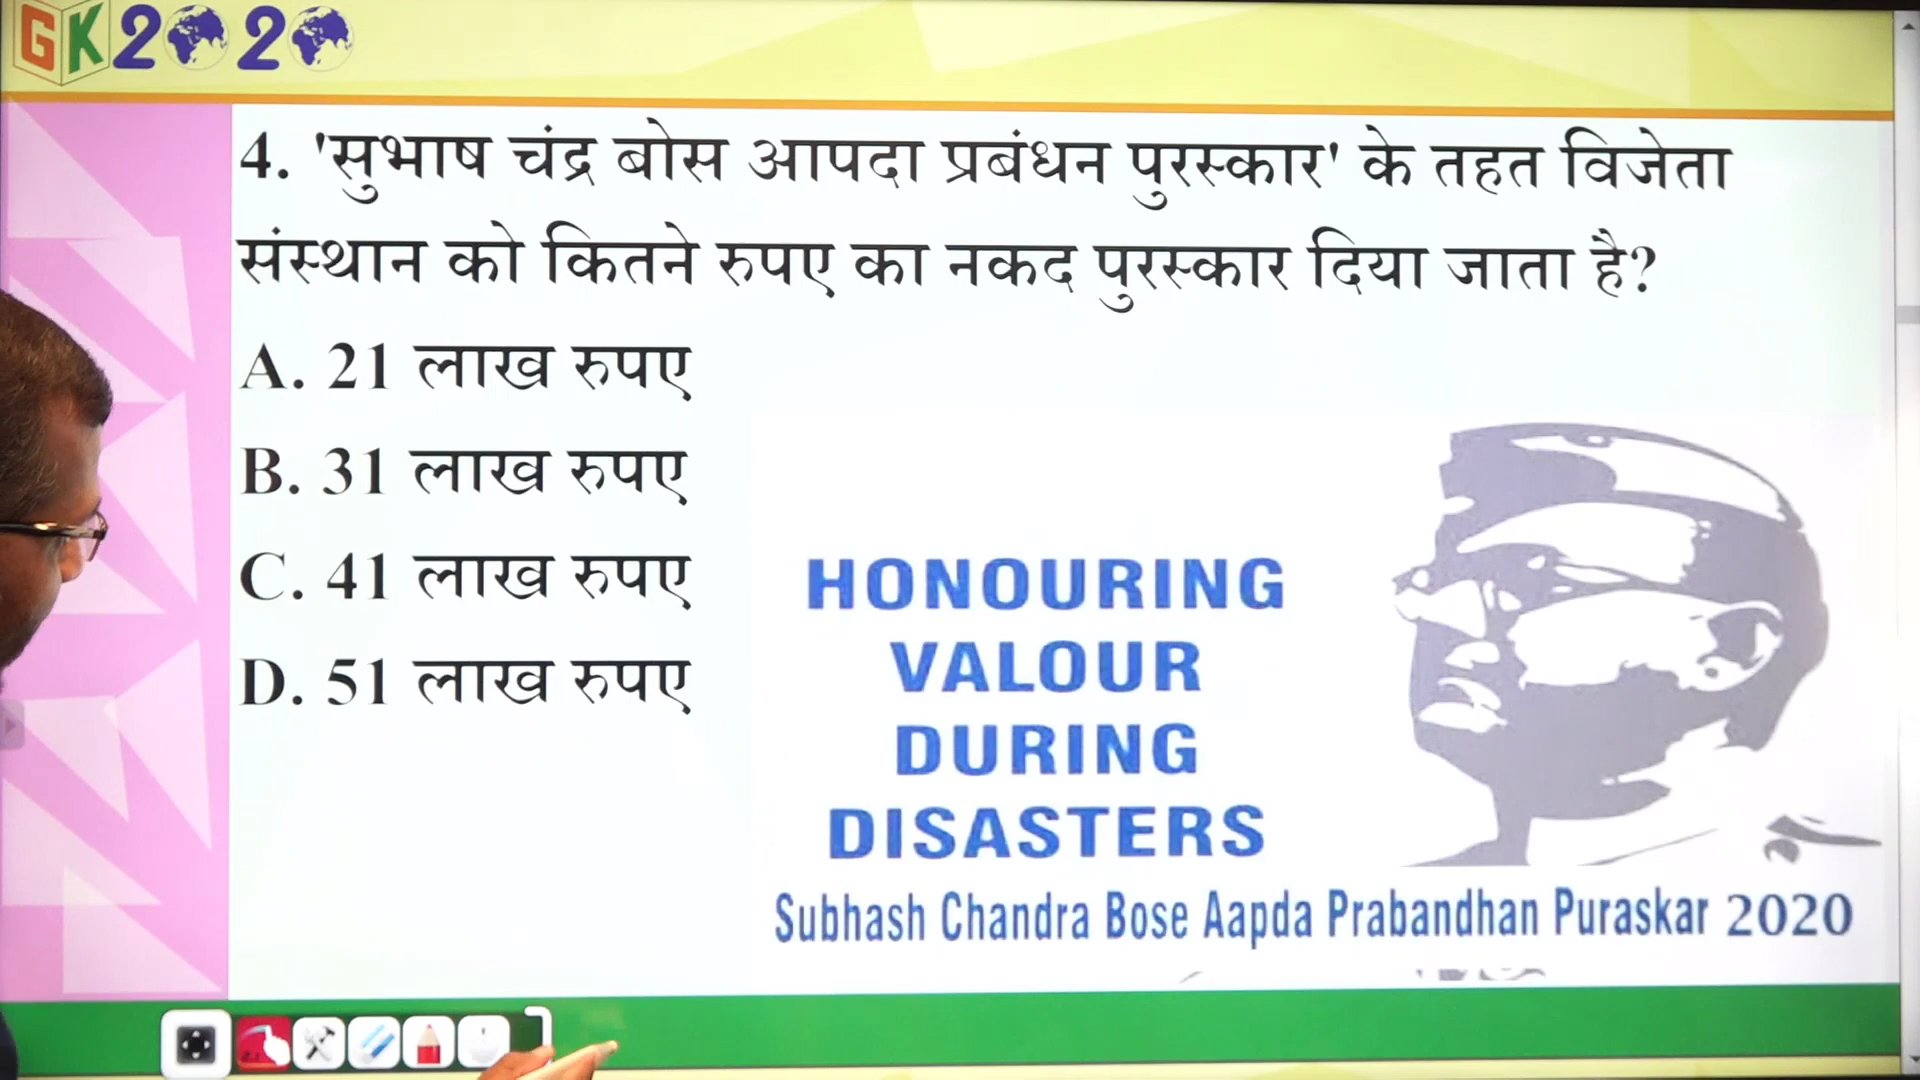 GK2020
4. 'सुभाष चंद्र बोस आपदा प्रबंधन पुरस्कार' के तहत विजेता
संस्थान को कितने रुपए का नकद पुरस्कार दिया जाता है?
A. 21 लाख रुपए
B. 31 लाख रुपए
C. 41 लाख रुपए
D. 51 लाख रुपए
HONOURING
VALOUR
DURING
DISASTERS
Subhash Chandra Bose Aapda Prabandhan Puraskar 2020